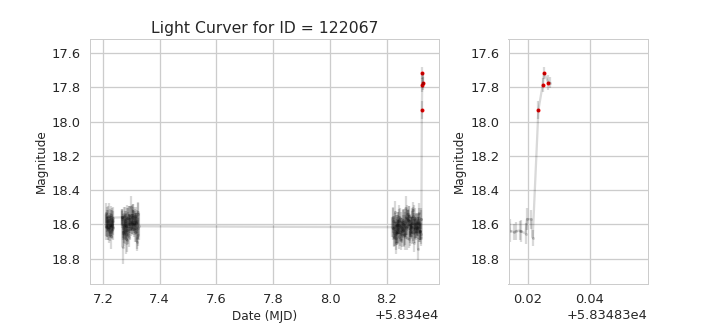 Light Curver for ID = 122067
17.6
17.8
18.0
18.2
18.4
18.6
18.8
Magnitude
7.2 7.4 7.6 7.8 8.0 8.2
Date (MJD)
+5.834e4
17.6
17.8
18.0
18.2
18.4
18.6
18.8
Magnitude
0.02 0.04
+5.83483e4